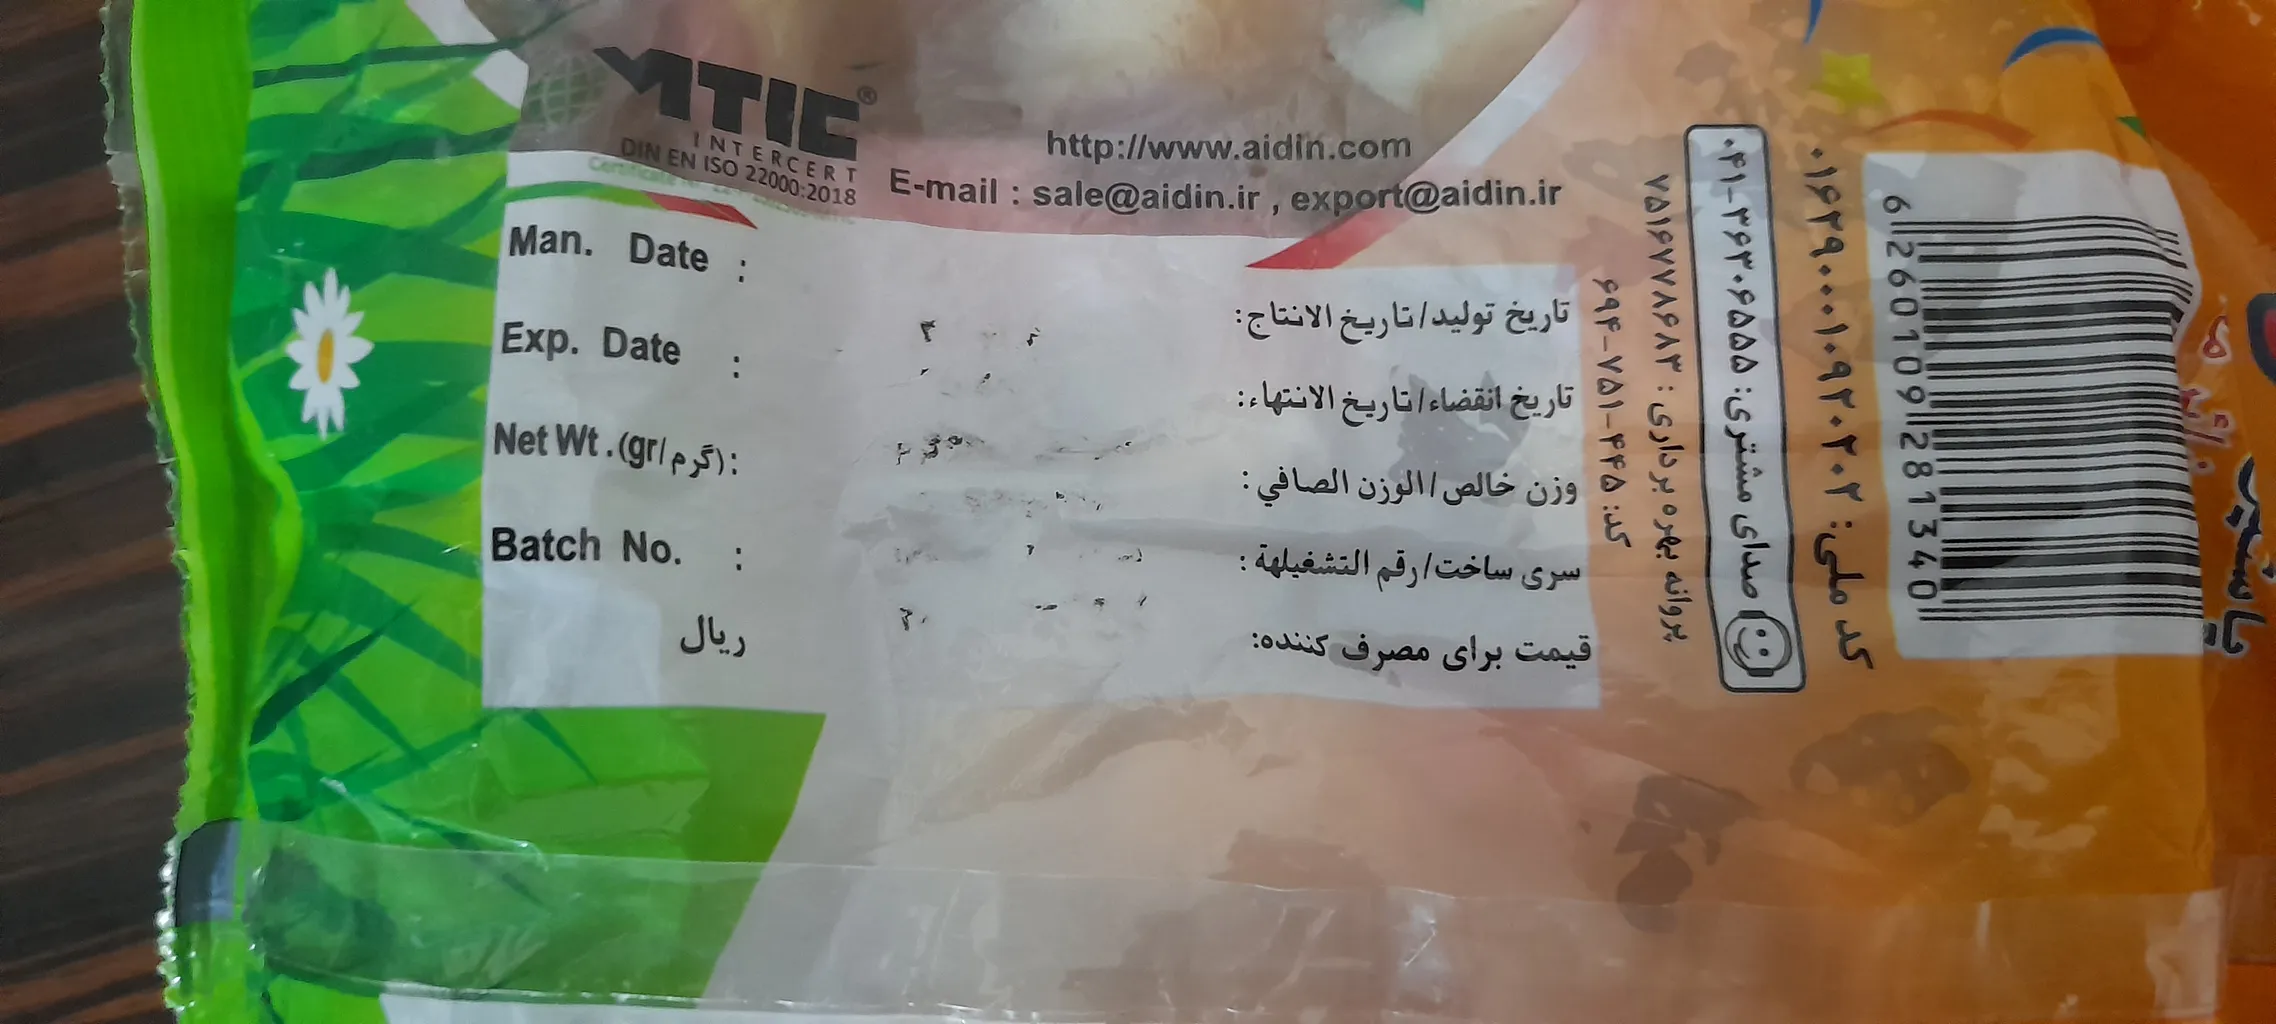 MTIC®
INTERCERT
DIN EN ISO 22000:2018
http://www.aidin.com
E-mail : sale@aidin.ir , export@aidin.ir
Man. Date :
تاریخ تولید/تاریخ الانتاج:
Exp. Date :
تاریخ انقضاء/تاریخ الانتهاء:
Net Wt. (gr/گرم):
وزن خالص/الوزن الصافي:
Batch No. :
سری ساخت/رقم التشغیلهة:
ریال
قیمت برای مصرف کننده:
کد: ۶۹۴-۷۵۱-۴۴۵
پروانه بهره برداری: ۷۵۱۶۷۷۸۶۸۳
صدای مشتری: ۰۴۱-۳۶۳۰۶۵۵۵
کد ملی: ۰۱۶۲۹۰۰۰۱۰۹۲۰۲۰۲
6 260109 281340